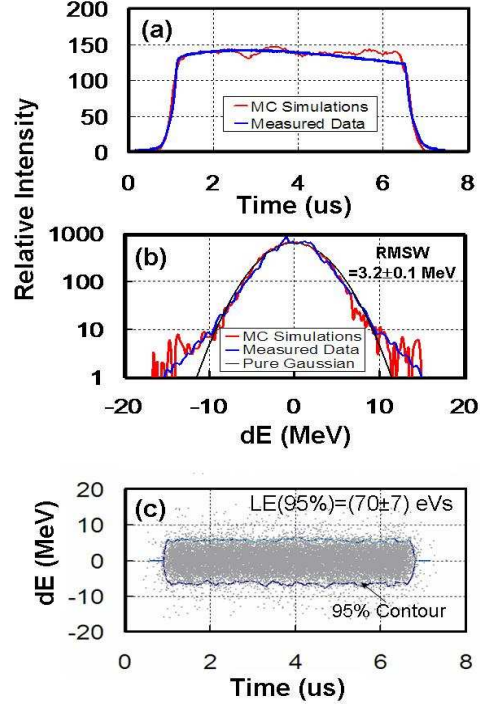 (a)
200
150
100
50
0
MC Simulations
Measured Data
0 2 4 6 8
Time (us)
Relative Intensity
(b)
1000
100
10
1
RMSW
=3.2±0.1 MeV
MC Simulations
Measured Data
Pure Gaussian
-20 -10 0 10 20
dE (MeV)
(c)
LE(95%)=(70±7) eVs
20
10
0
-10
-20
dE (MeV)
95% Contour
0 2 4 6 8
Time (us)